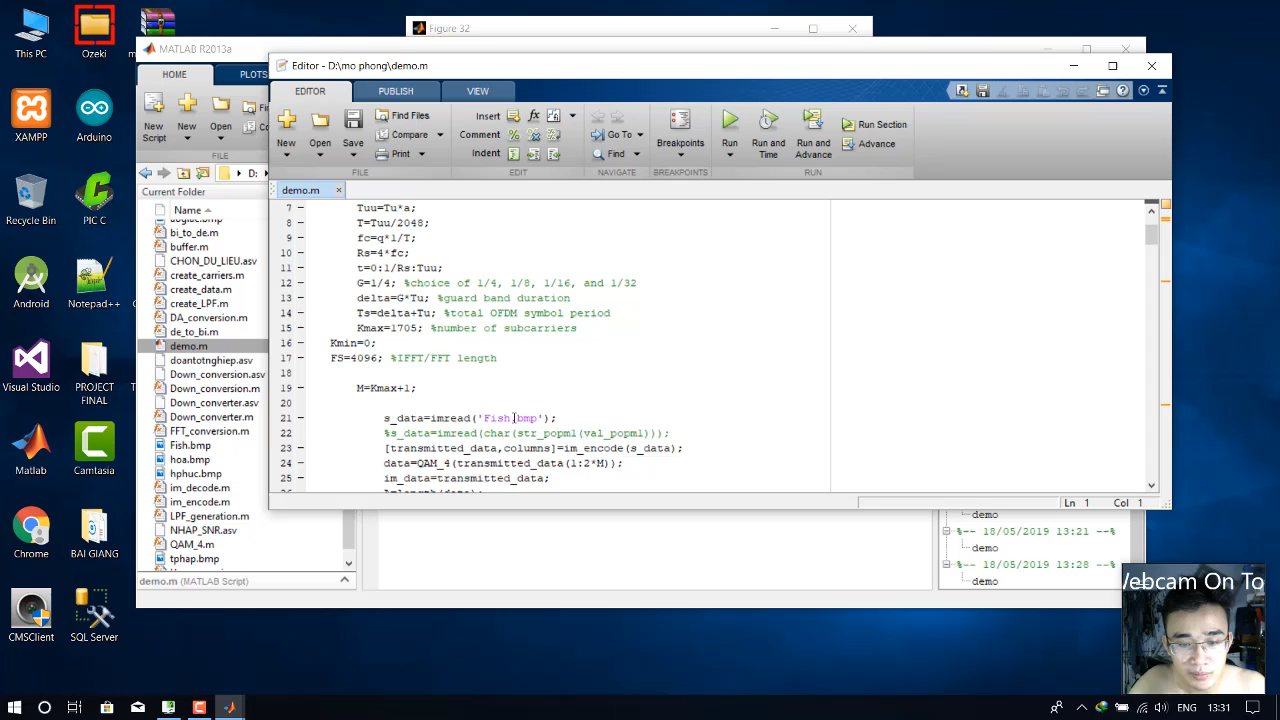 This PC
Ozeki
Figure 32
MATLAB R2013a
HOME
PLOTS
Editor - D:\mo phong\demo.m
EDITOR
PUBLISH
VIEW
New Script
New
Open
FILE
New
Open
Save
Find Files
Compare
Print
FILE
Insert
Comment
Indent
EDIT
Go To
Find
NAVIGATE
Breakpoints
BREAKPOINTS
Run
Run and Time
Run and Advance
Run Section
Advance
RUN
D:
Current Folder
Name
bi_to_de.m
buffer.m
CHON_DU_LIEU.asv
create_carriers.m
create_data.m
create_LPF.m
DA_conversion.m
de_to_bi.m
demo.m
doantotnghiep.asv
Down_conversion.asv
Down_conversion.m
Down_converter.asv
Down_converter.m
FFT_conversion.m
Fish.bmp
hoa.bmp
hphuc.bmp
im_decode.m
im_encode.m
LPF_generation.m
NHAP_SNR.asv
QAM_4.m
tphap.bmp
demo.m (MATLAB Script)
demo.m
7 Tuu=Tu*a;
8 T=Tuu/2048;
9 fc=q*1/T;
10 Rs=4*fc;
11 t=0:1/Rs:Tuu;
12 G=1/4; %choice of 1/4, 1/8, 1/16, and 1/32
13 delta=G*Tu; %guard band duration
14 Ts=delta+Tu; %total OFDM symbol period
15 Kmax=1705; %number of subcarriers
16 Kmin=0;
17 FS=4096; %IFFT/FFT length
18
19 M=Kmax+1;
20
21 s_data=imread('Fish.bmp');
22 %s_data=imread(char(str_popml(val_popml)));
23 [transmitted_data,columns]=im_encode(s_data);
24 data=QAM_4(transmitted_data(1:2*M));
25 im_data=transmitted_data;
Ln 1 Col 1
demo
%-- 18/05/2019 13:21 --%
demo
%-- 18/05/2019 13:28 --%
demo
XAMPP
Arduino
Recycle Bin
PIC C
Android
Notepad++
Visual Studio
PROJECT FINAL
Matlab
Camtasia
Chrome
BAI GIANG
CMSClient
SQL Server
Webcam On To
ENG
13:31